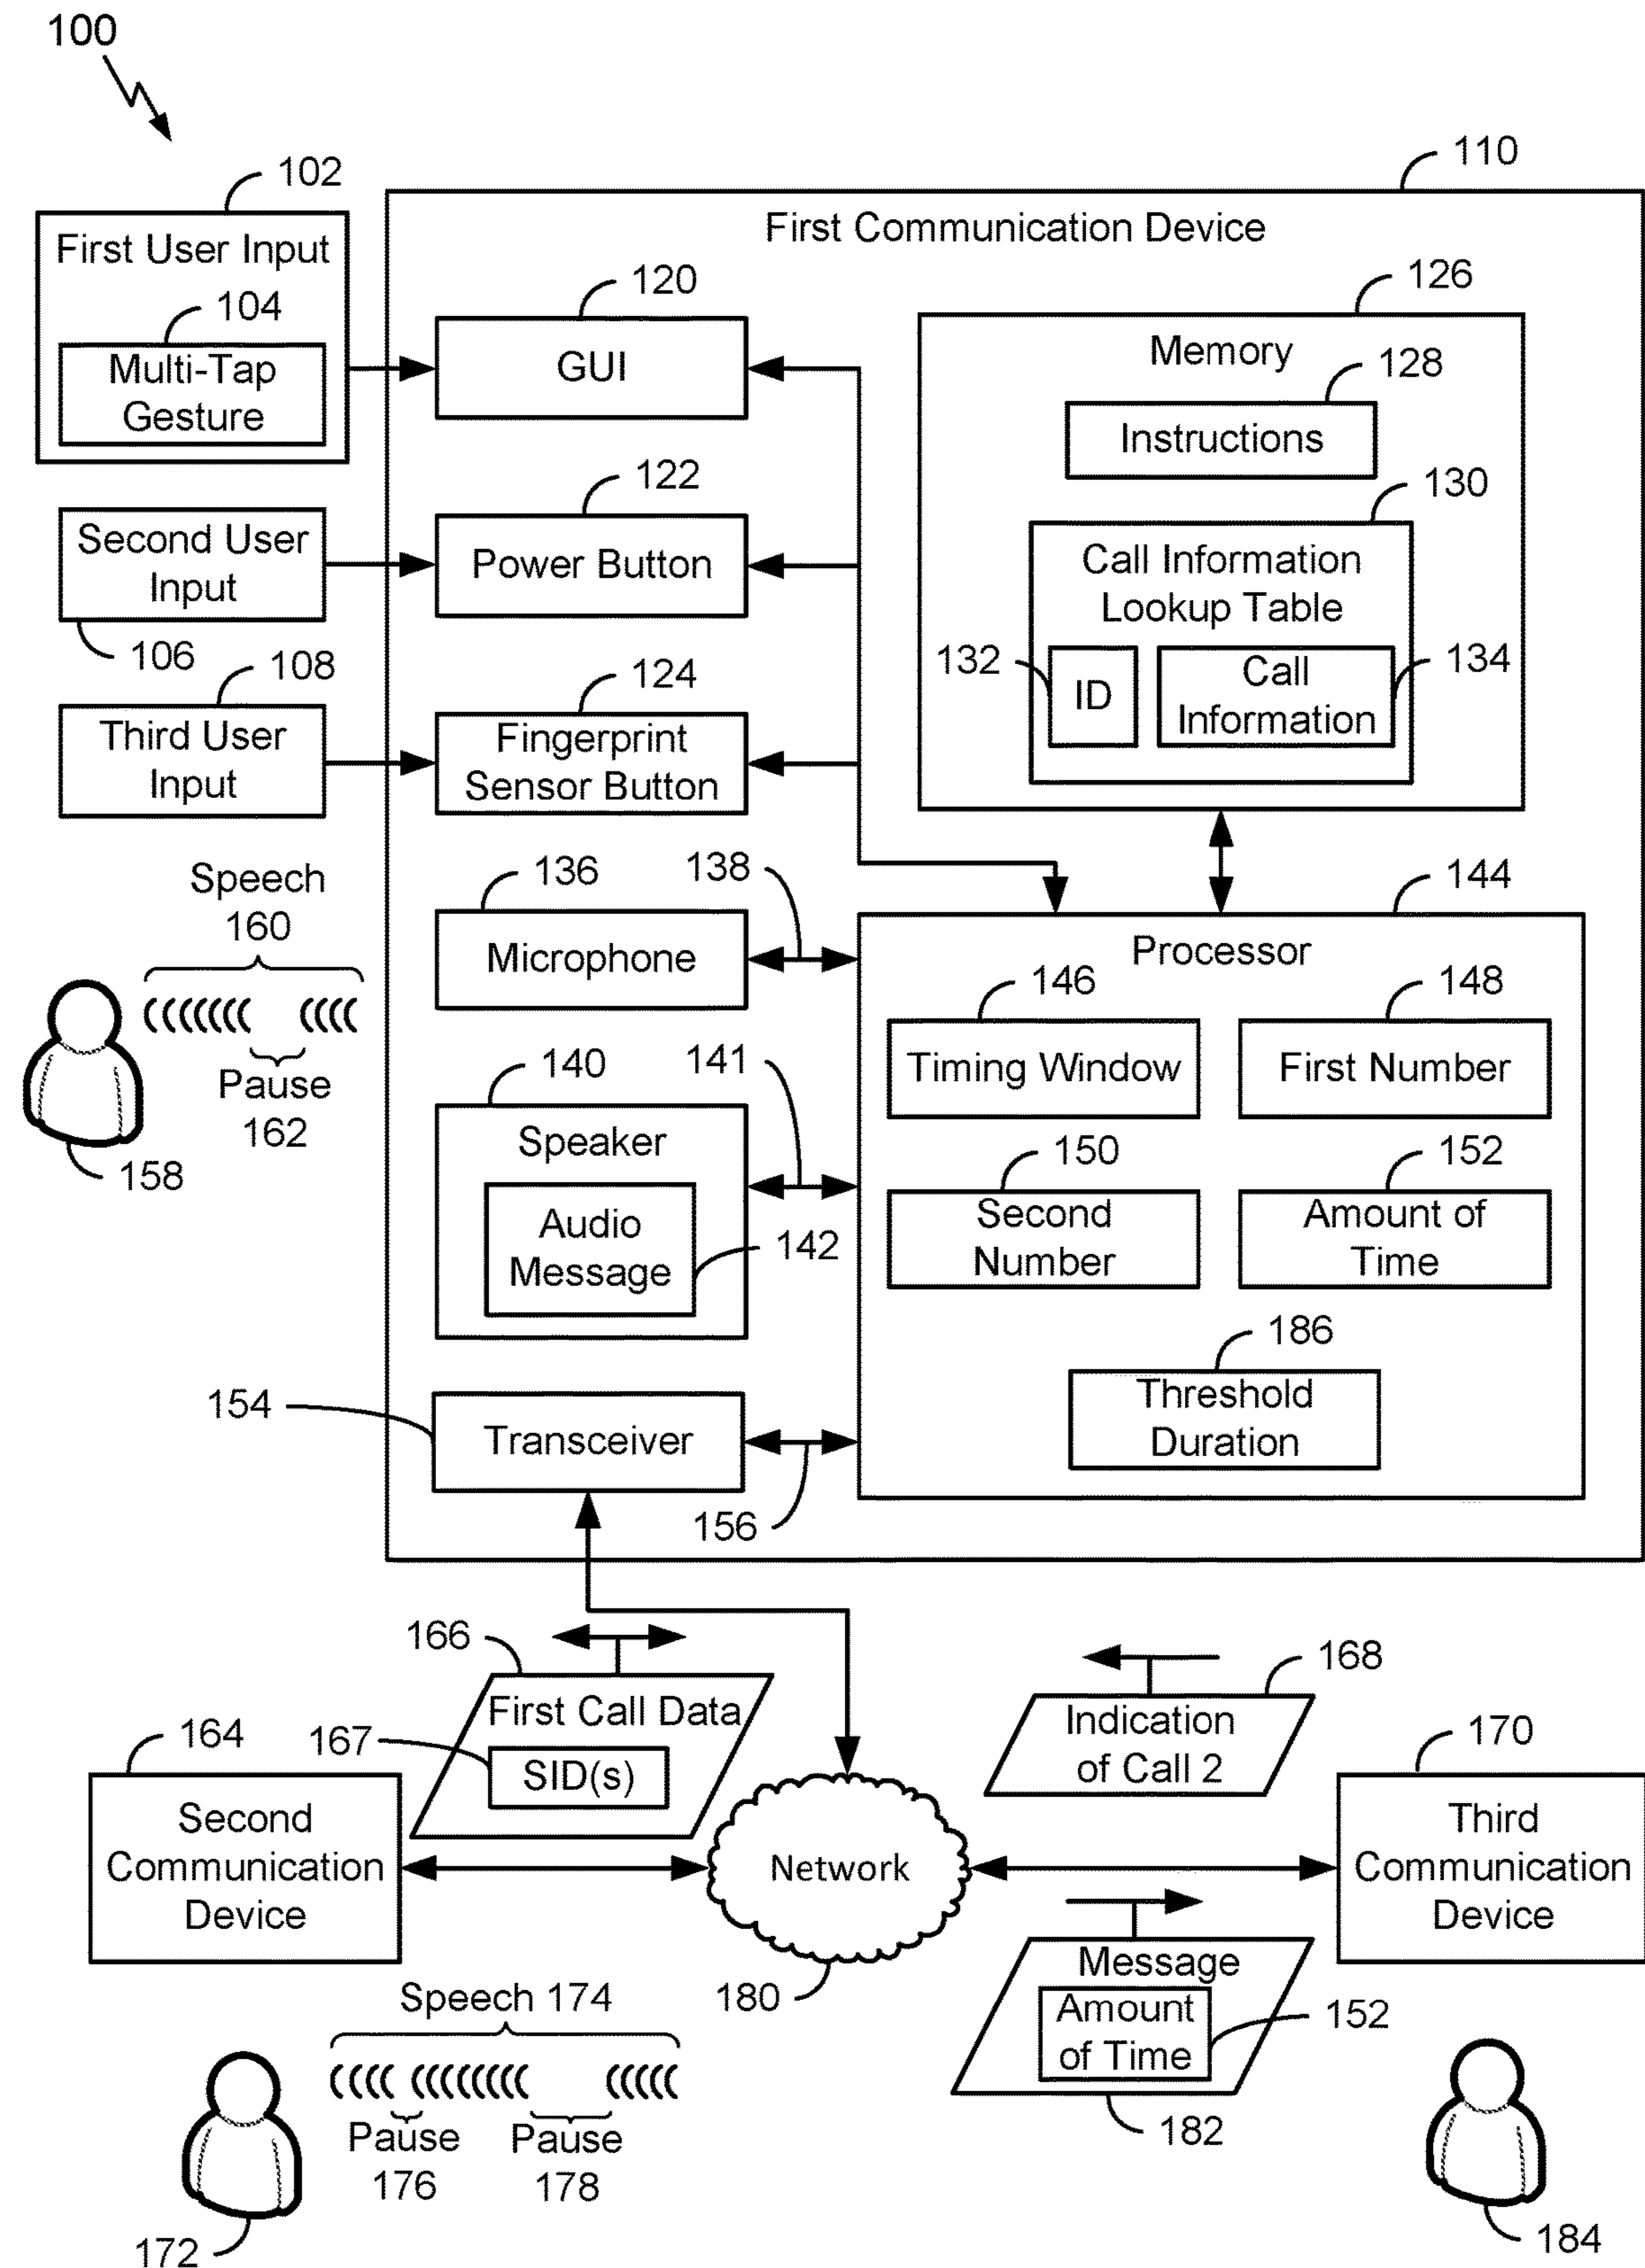 100
110
102
First Communication Device
First User Input
104
Multi-Tap
Gesture
120
GUI
126
Memory
128
Instructions
122
Power Button
Second User
Input
106
130
Call Information
Lookup Table
132
ID
Call
Information
134
108
Third User
Input
124
Fingerprint
Sensor Button
Speech
160
Pause
162
158
136
Microphone
138
144
Processor
146
Timing Window
148
First Number
140
Speaker
141
Audio
Message
142
150
Second
Number
152
Amount of
Time
186
Threshold
Duration
154
Transceiver
156
166
First Call Data
167
SID(s)
168
Indication
of Call 2
164
Second
Communication
Device
170
Third
Communication
Device
Network
180
Message
Amount
of Time
152
182
Speech 174
Pause
176
Pause
178
172
184